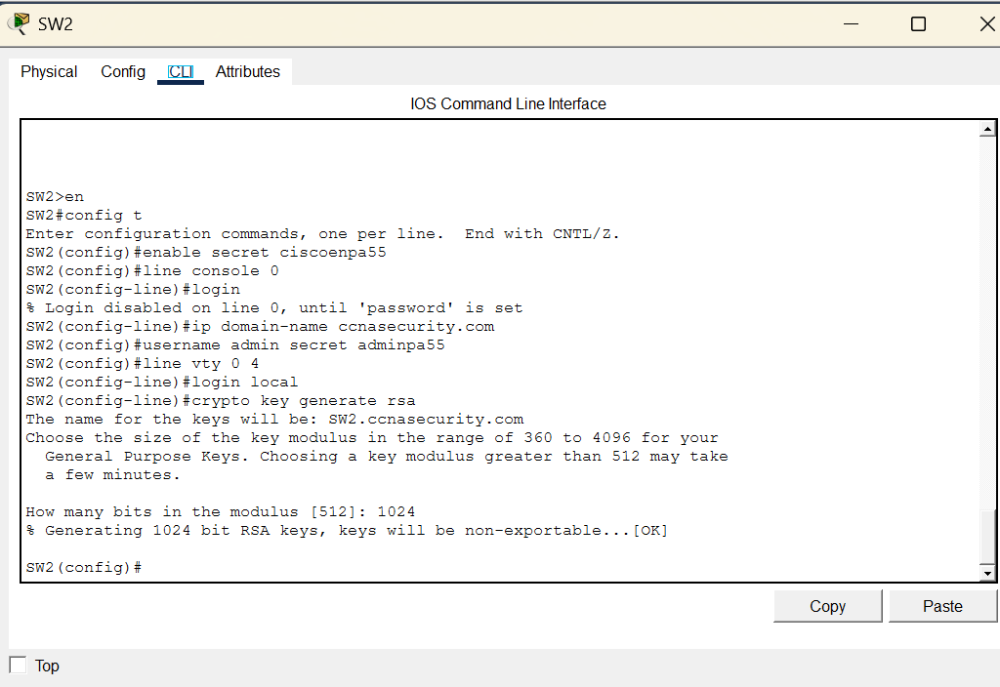 SW2
Physical Config CLI Attributes
IOS Command Line Interface
SW2>en
SW2#config t
Enter configuration commands, one per line.  End with CNTL/Z.
SW2(config)#enable secret ciscoenpa55
SW2(config)#line console 0
SW2(config-line)#login
% Login disabled on line 0, until 'password' is set
SW2(config-line)#ip domain-name ccnasecurity.com
SW2(config)#username admin secret adminpa55
SW2(config)#line vty 0 4
SW2(config-line)#login local
SW2(config-line)#crypto key generate rsa
The name for the keys will be: SW2.ccnasecurity.com
Choose the size of the key modulus in the range of 360 to 4096 for your
  General Purpose Keys. Choosing a key modulus greater than 512 may take
  a few minutes.
How many bits in the modulus [512]: 1024
% Generating 1024 bit RSA keys, keys will be non-exportable...[OK]
SW2(config)#
Copy Paste
Top